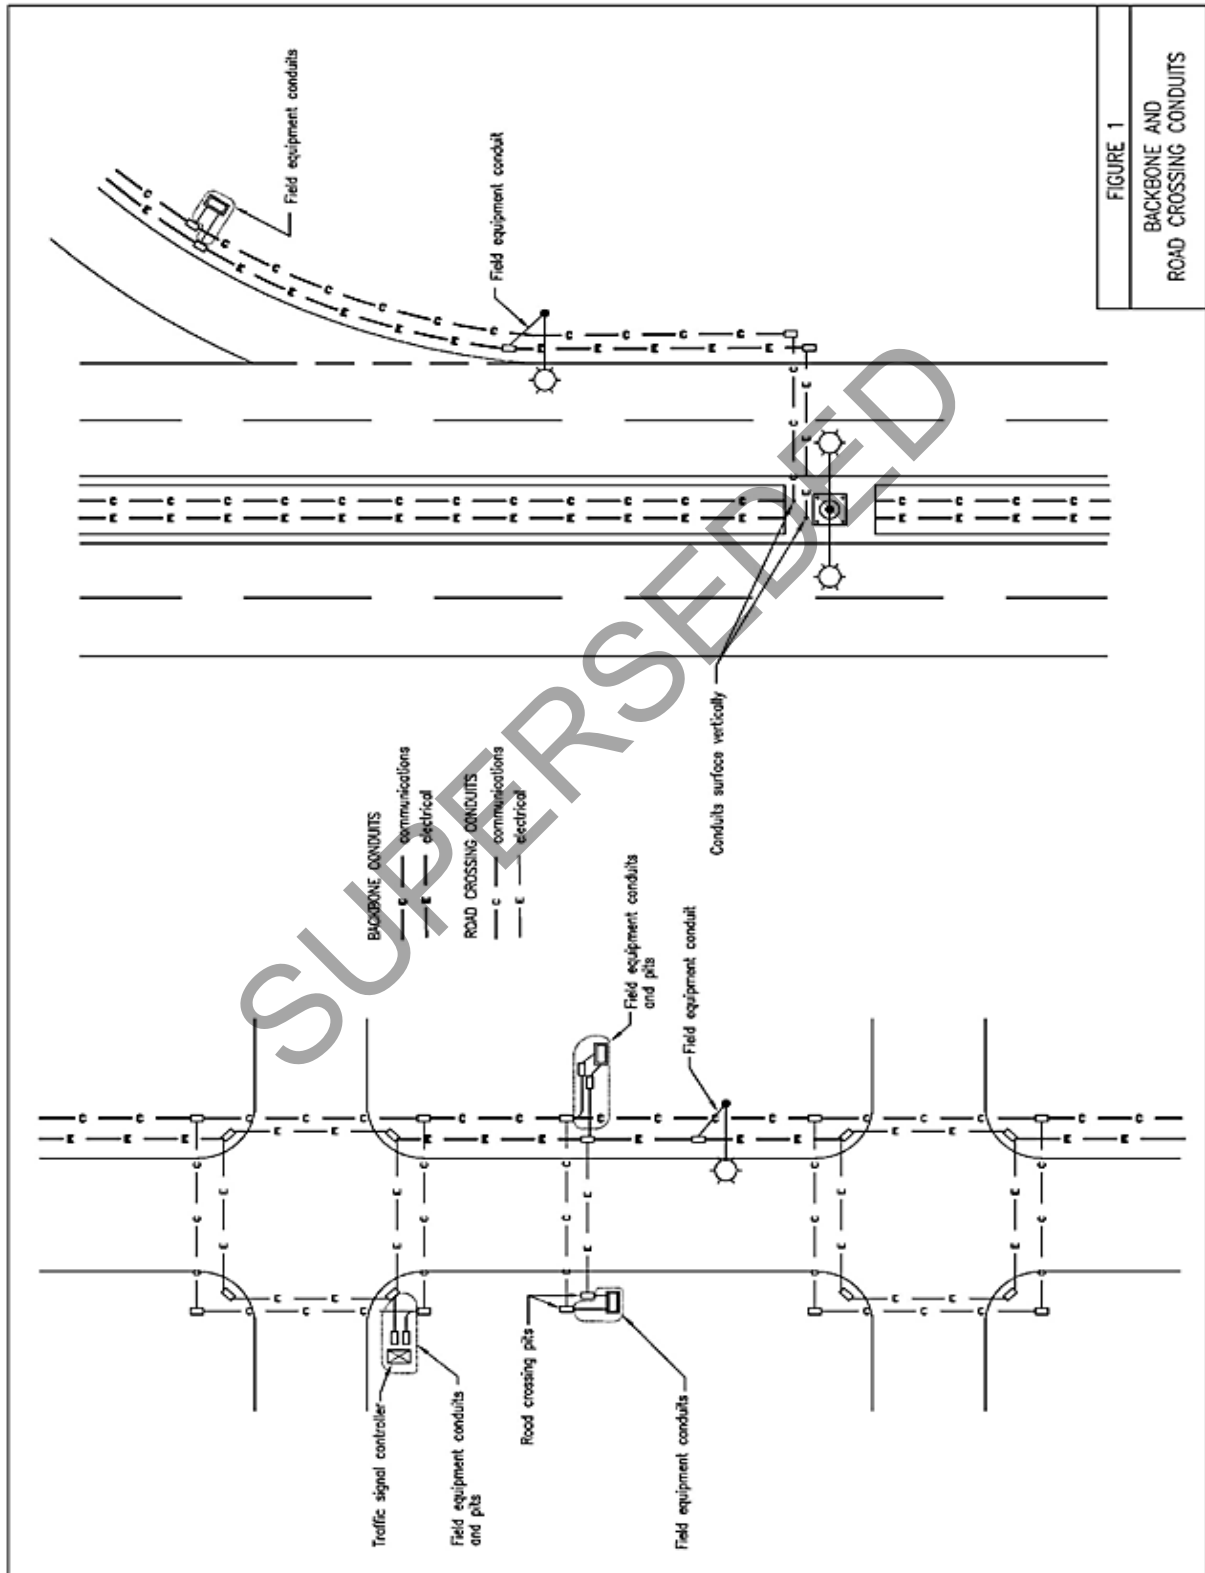 Field equipment conduits
Field equipment conduit
Conduits surface vertically
BACKBONE CONDUITS
C communications
E electrical
ROAD CROSSING CONDUITS
C communications
E electrical
Field equipment conduits
and pits
Field equipment conduit
Traffic signal controller
Field equipment conduits
and pits
Road crossing pits
Field equipment conduits
FIGURE 1
BACKBONE AND
ROAD CROSSING CONDUITS
SUPERSEDED